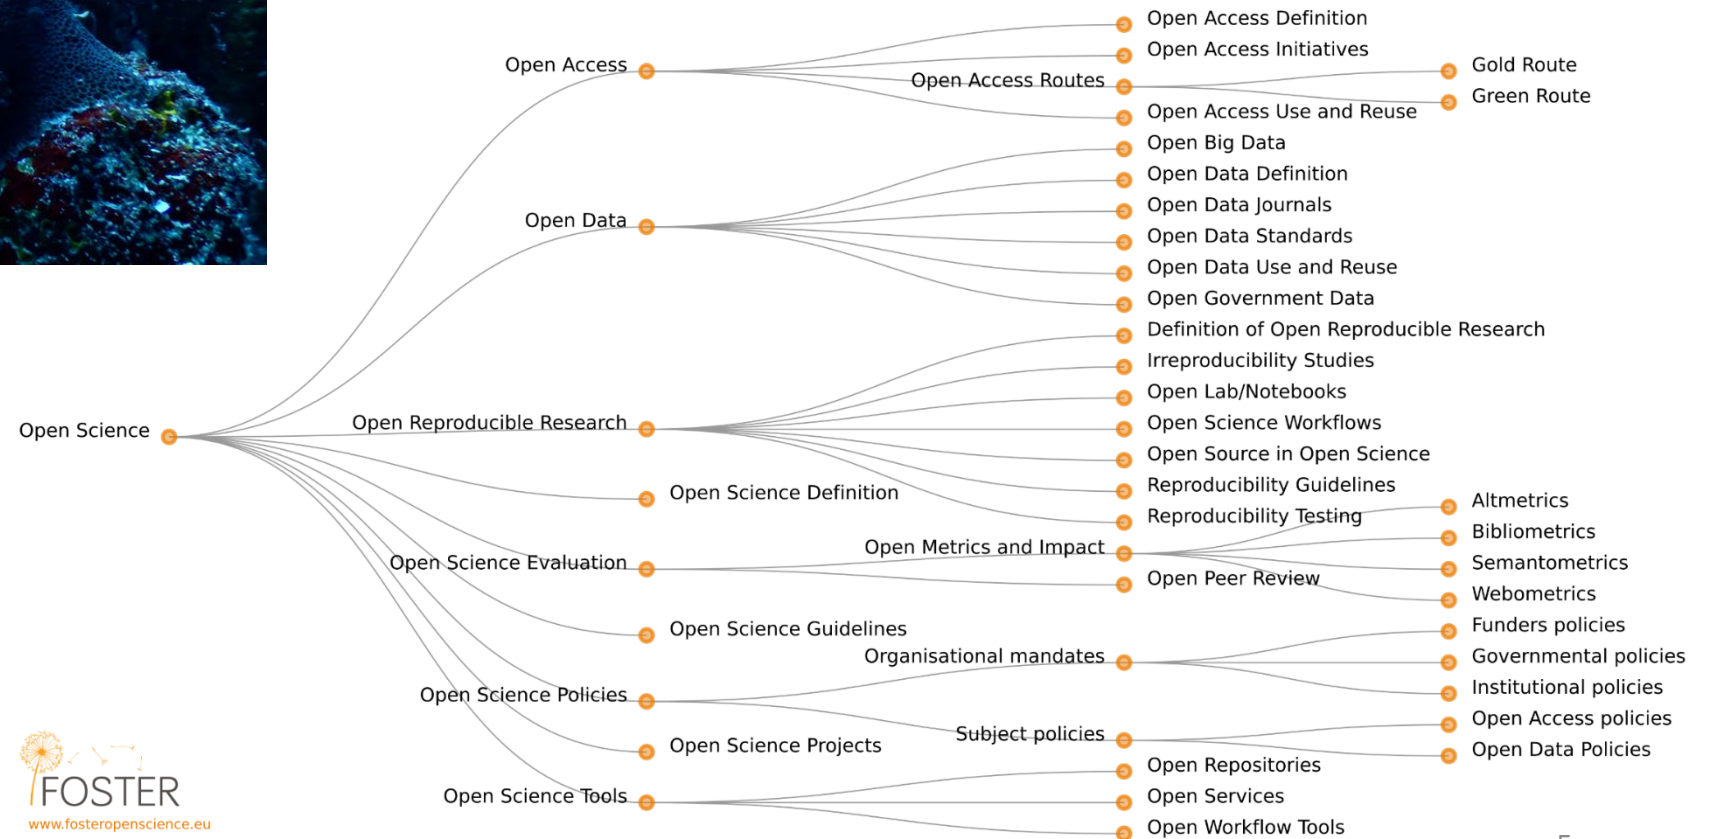 Open Science
Open Access
Open Access Definition
Open Access Initiatives
Open Access Routes
Gold Route
Green Route
Open Access Use and Reuse
Open Data
Open Big Data
Open Data Definition
Open Data Journals
Open Data Standards
Open Data Use and Reuse
Open Government Data
Open Reproducible Research
Definition of Open Reproducible Research
Irreproducibility Studies
Open Lab/Notebooks
Open Science Workflows
Open Source in Open Science
Reproducibility Guidelines
Reproducibility Testing
Open Science Definition
Open Science Evaluation
Open Metrics and Impact
Altmetrics
Bibliometrics
Semantometrics
Webometrics
Open Peer Review
Open Science Guidelines
Open Science Policies
Organisational mandates
Funders policies
Governmental policies
Institutional policies
Subject policies
Open Access policies
Open Data Policies
Open Science Projects
Open Science Tools
Open Repositories
Open Services
Open Workflow Tools
FOSTER
www.fosteropenscience.eu